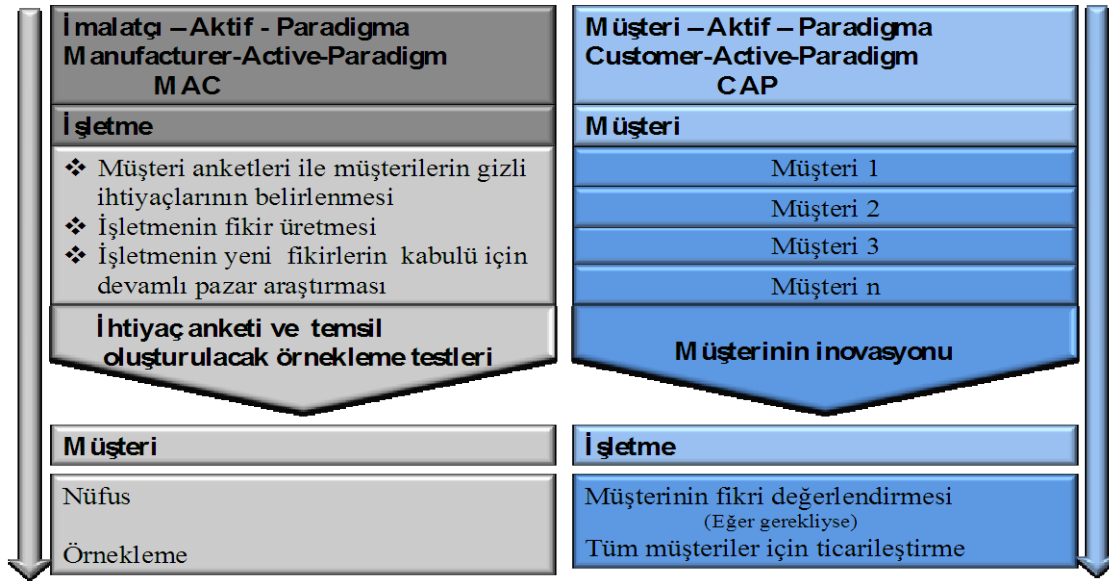 İmalatçı – Aktif - Paradigma
Manufacturer-Active-Paradigm
MAC
İşletme
❖ Müşteri anketleri ile müşterilerin gizli
ihtiyaçlarının belirlenmesi
❖ İşletmenin fikir üretmesi
❖ İşletmenin yeni fikirlerin kabulü için
devamlı pazar araştırması
İhtiyaç anketi ve temsil
oluşturulacak örnekleme testleri
Müşteri
Nüfus
Örnekleme
Müşteri – Aktif – Paradigma
Customer-Active-Paradigm
CAP
Müşteri
Müşteri 1
Müşteri 2
Müşteri 3
Müşteri n
Müşterinin inovasyonu
İşletme
Müşterinin fikri değerlendirmesi
(Eğer gerekliyse)
Tüm müşteriler için ticarileştirme